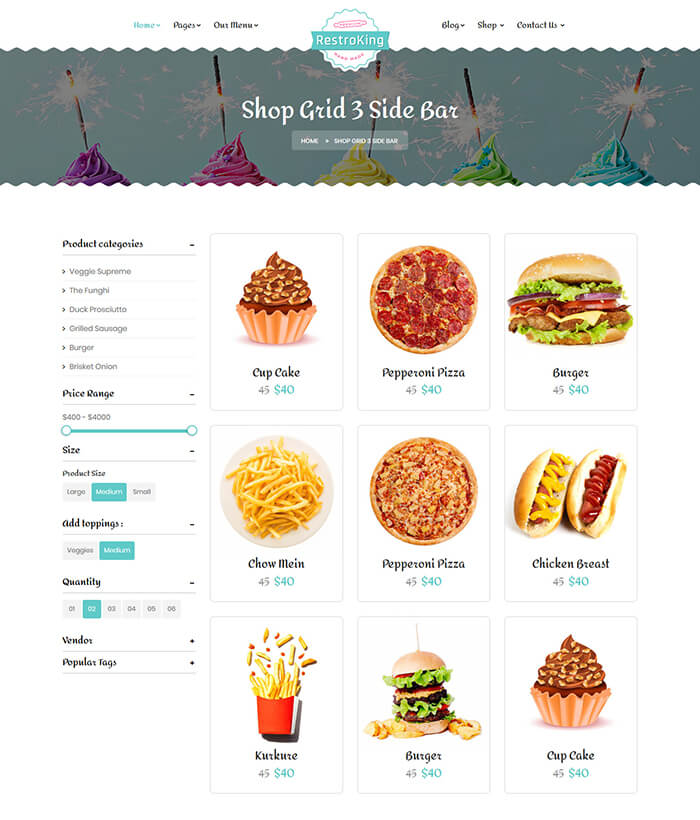 Home Pages Our Menu Blog Shop Contact Us
PREMIUM
RestroKing
HAND MADE
Shop Grid 3 Side Bar
HOME » SHOP GRID 3 SIDE BAR
Product categories -
> Veggie Supreme
> The Funghi
> Duck Prosciutto
> Grilled Sausage
> Burger
> Brisket Onion
Price Range -
$400 - $4000
Size -
Product Size
Large Medium Small
Add toppings : -
Veggies Medium
Quantity -
01 02 03 04 05 06
Vendor +
Popular Tags +
Cup Cake
45 $40
Pepperoni Pizza
45 $40
Burger
45 $40
Chow Mein
45 $40
Pepperoni Pizza
45 $40
Chicken Breast
45 $40
Kurkure
45 $40
Burger
45 $40
Cup Cake
45 $40